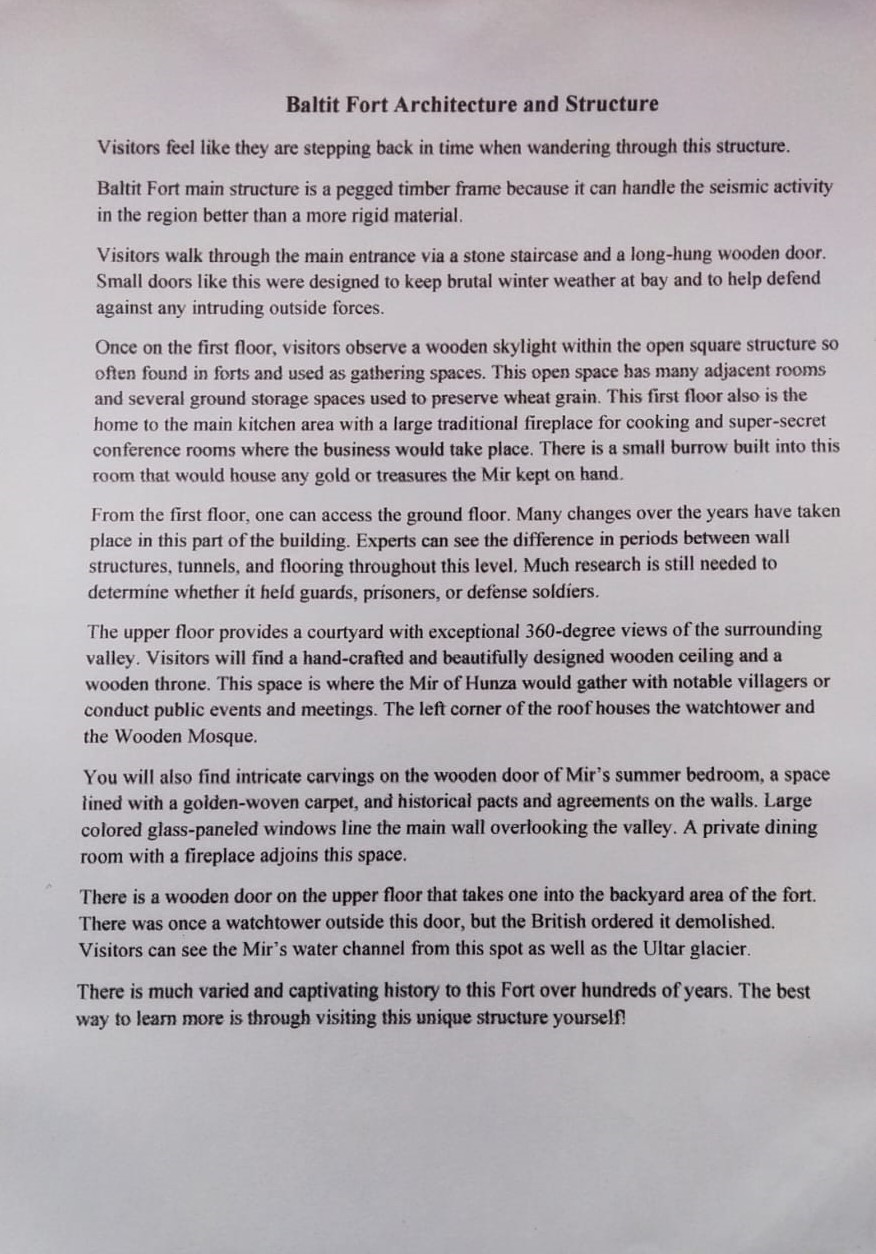 Baltit Fort Architecture and Structure
Visitors feel like they are stepping back in time when wandering through this structure.
Baltit Fort main structure is a pegged timber frame because it can handle the seismic activity
in the region better than a more rigid material.
Visitors walk through the main entrance via a stone staircase and a long-hung wooden door.
Small doors like this were designed to keep brutal winter weather at bay and to help defend
against any intruding outside forces.
Once on the first floor, visitors observe a wooden skylight within the open square structure so
often found in forts and used as gathering spaces. This open space has many adjacent rooms
and several ground storage spaces used to preserve wheat grain. This first floor also is the
home to the main kitchen area with a large traditional fireplace for cooking and super-secret
conference rooms where the business would take place. There is a small burrow built into this
room that would house any gold or treasures the Mir kept on hand.
From the first floor, one can access the ground floor. Many changes over the years have taken
place in this part of the building. Experts can see the difference in periods between wall
structures, tunnels, and flooring throughout this level. Much research is still needed to
determine whether it held guards, prisoners, or defense soldiers.
The upper floor provides a courtyard with exceptional 360-degree views of the surrounding
valley. Visitors will find a hand-crafted and beautifully designed wooden ceiling and a
wooden throne. This space is where the Mir of Hunza would gather with notable villagers or
conduct public events and meetings. The left corner of the roof houses the watchtower and
the Wooden Mosque.
You will also find intricate carvings on the wooden door of Mir's summer bedroom, a space
lined with a golden-woven carpet, and historical pacts and agreements on the walls. Large
colored glass-paneled windows line the main wall overlooking the valley. A private dining
room with a fireplace adjoins this space.
There is a wooden door on the upper floor that takes one into the backyard area of the fort.
There was once a watchtower outside this door, but the British ordered it demolished.
Visitors can see the Mir's water channel from this spot as well as the Ultar glacier.
There is much varied and captivating history to this Fort over hundreds of years. The best
way to learn more is through visiting this unique structure yourself!